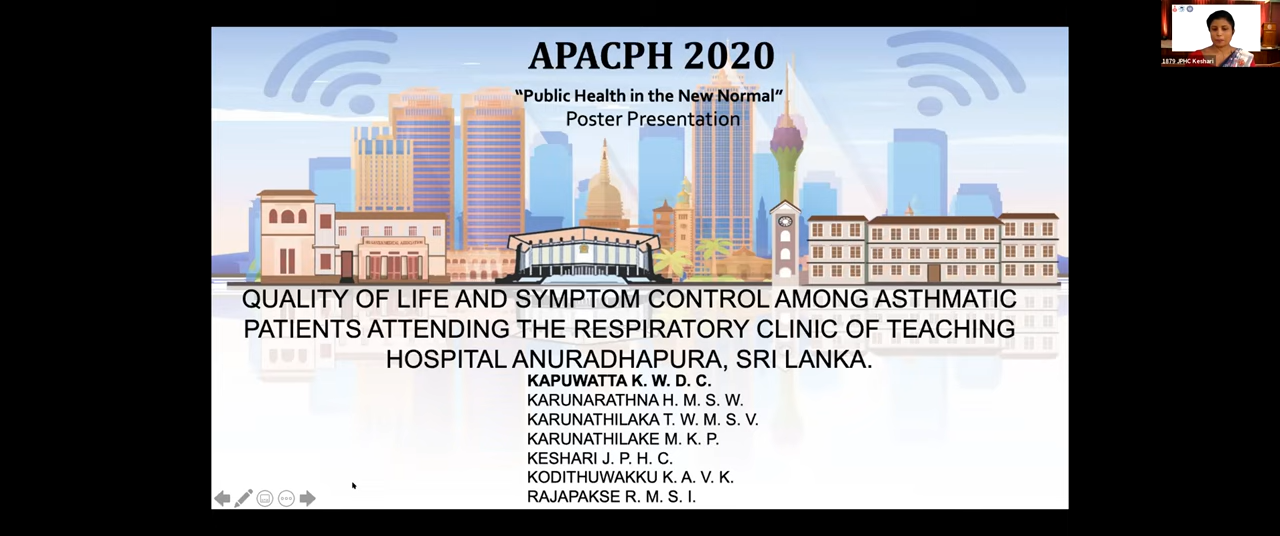 APACPH 2020
“Public Health in the New Normal”
Poster Presentation
QUALITY OF LIFE AND SYMPTOM CONTROL AMONG ASTHMATIC
PATIENTS ATTENDING THE RESPIRATORY CLINIC OF TEACHING
HOSPITAL ANURADHAPURA, SRI LANKA.
KAPUWATTA K. W. D. C.
KARUNARATHNA H. M. S. W.
KARUNATHILAKA T. W. M. S. V.
KARUNATHILAKE M. K. P.
KESHARI J. P. H. C.
KODITHUWAKKU K. A. V. K.
RAJAPAKSE R. M. S. I.
1879 JPHC Keshari